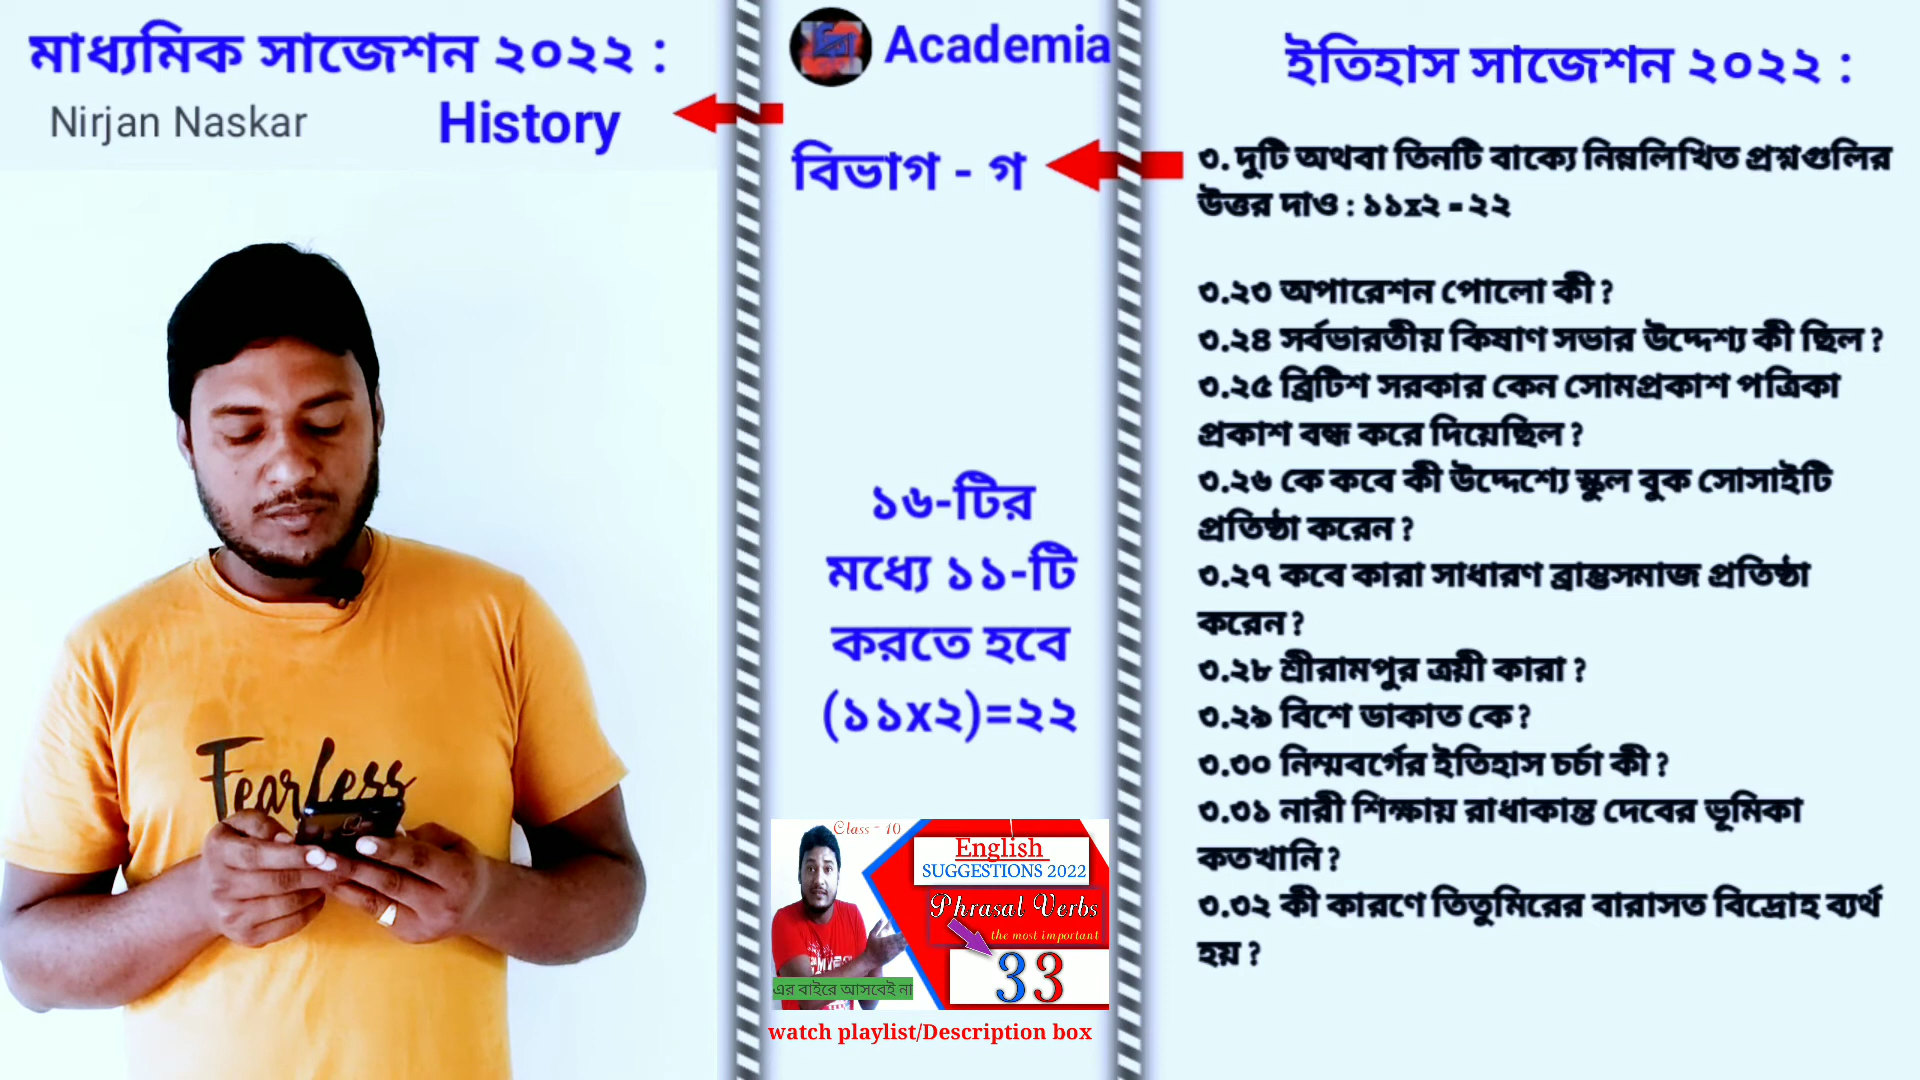 মাধ্যমিক সাজেশন ২০২২ :
Nirjan Naskar
History
Academia
বিভাগ - গ
১৬-টির
মধ্যে ১১-টি
করতে হবে
(১১x২)=২২
Fearless
Class - 10
English
SUGGESTIONS 2022
Phrasal Verbs
the most important
33
এর বাইরে আসবেই না
watch playlist/Description box
ইতিহাস সাজেশন ২০২২ :
৩. দুটি অথবা তিনটি বাক্যে নিম্নলিখিত প্রশ্নগুলির
উত্তর দাও : ১১x২ = ২২
৩.২৩ অপারেশন পোলো কী ?
৩.২৪ সর্বভারতীয় কিষাণ সভার উদ্দেশ্য কী ছিল ?
৩.২৫ ব্রিটিশ সরকার কেন সোমপ্রকাশ পত্রিকা
প্রকাশ বন্ধ করে দিয়েছিল ?
৩.২৬ কে কবে কী উদ্দেশ্যে স্কুল বুক সোসাইটি
প্রতিষ্ঠা করেন ?
৩.২৭ কবে কারা সাধারণ ব্রাহ্মসমাজ প্রতিষ্ঠা
করেন ?
৩.২৮ শ্রীরামপুর ত্রয়ী কারা ?
৩.২৯ বিশে ডাকাত কে ?
৩.৩০ নিম্মবর্গের ইতিহাস চর্চা কী ?
৩.৩১ নারী শিক্ষায় রাধাকান্ত দেবের ভূমিকা
কতখানি ?
৩.৩২ কী কারণে তিতুমিরের বারাসত বিদ্রোহ ব্যর্থ
হয় ?